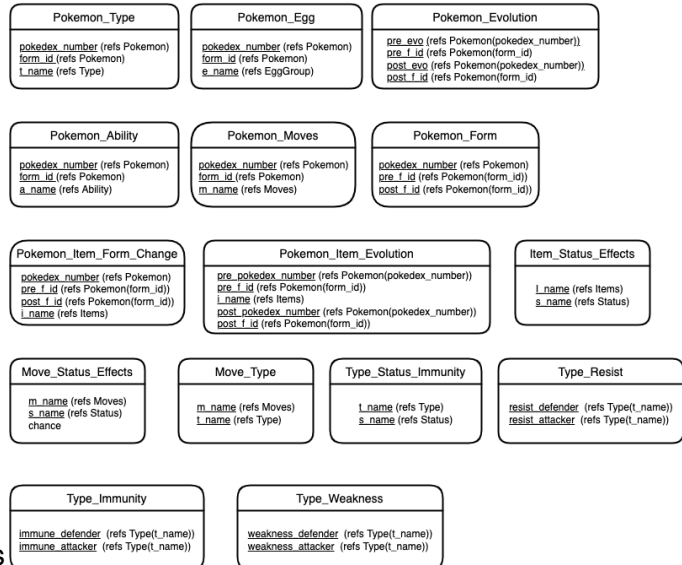 Pokemon_Type
pokedex_number (refs Pokemon)
form_id (refs Pokemon)
t_name (refs Type)
Pokemon_Egg
pokedex_number (refs Pokemon)
form_id (refs Pokemon)
e_name (refs EggGroup)
Pokemon_Evolution
pre_evo (refs Pokemon(pokedex_number))
pre_f_id (refs Pokemon(form_id)
post_evo (refs Pokemon(pokedex_number))
post_f_id (refs Pokemon(form_id)
Pokemon_Ability
pokedex_number (refs Pokemon)
form_id (refs Pokemon)
a_name (refs Ability)
Pokemon_Moves
pokedex_number (refs Pokemon)
form_id (refs Pokemon)
m_name (refs Moves)
Pokemon_Form
pokedex_number (refs Pokemon)
pre_f_id (refs Pokemon(form_id))
post_f_id (refs Pokemon(form_id))
Pokemon_Item_Form_Change
pokedex_number (refs Pokemon)
pre_f_id (refs Pokemon(form_id))
post_f_id (refs Pokemon(form_id))
i_name (refs Items)
Pokemon_Item_Evolution
pre_pokedex_number (refs Pokemon(pokedex_number))
pre_f_id (refs Pokemon(form_id))
i_name (refs Items)
post_pokedex_number (refs Pokemon(pokedex_number))
post_f_id (refs Pokemon(form_id))
Item_Status_Effects
I_name (refs Items)
s_name (refs Status)
Move_Status_Effects
m_name (refs Moves)
s_name (refs Status)
chance
Move_Type
m_name (refs Moves)
t_name (refs Type)
Type_Status_Immunity
t_name (refs Type)
s_name (refs Status)
Type_Resist
resist_defender (refs Type(t_name))
resist_attacker (refs Type(t_name))
Type_Immunity
immune_defender (refs Type(t_name))
immune_attacker (refs Type(t_name))
Type_Weakness
weakness_defender (refs Type(t_name))
weakness_attacker (refs Type(t_name))
s